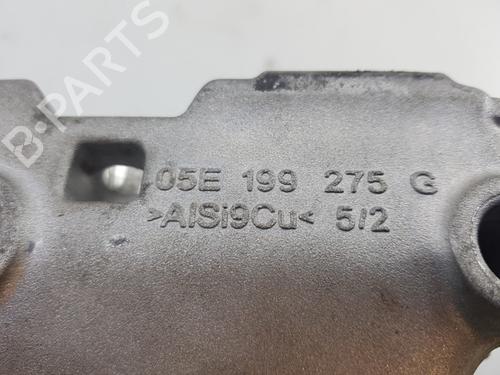 B-PARTS
05E 199 275 G
>AlSi9Cu< 5/2